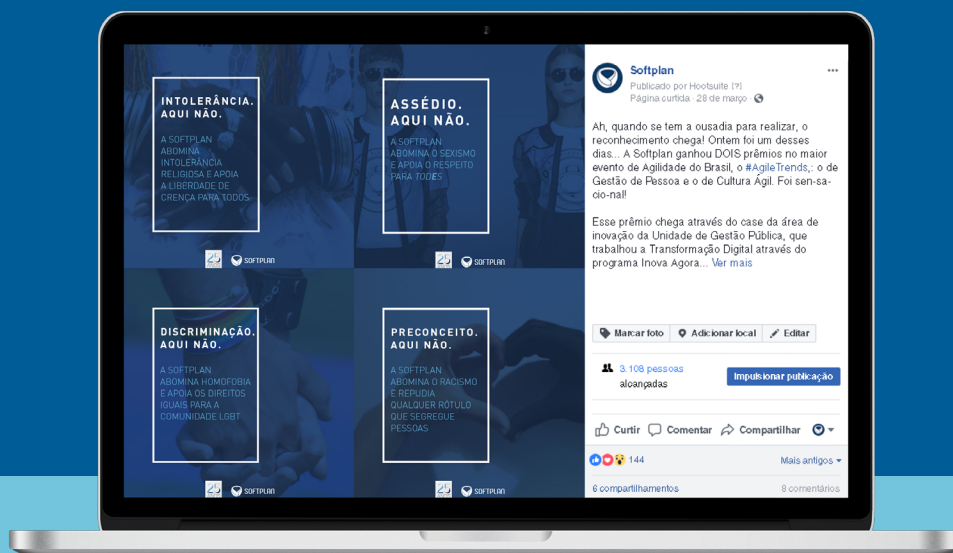 INTOLERÂNCIA.
AQUI NÃO.
A SOFTPLAN
ABOMINA
INTOLERÂNCIA
RELIGIOSA E APOIA
A LIBERDADE DE
CRENÇA PARA TODOS
25
SOFTPLAN
ASSÉDIO.
AQUI NÃO.
A SOFTPLAN
ABOMINA O SEXISMO
E APOIA O RESPEITO
PARA TODES
25
SOFTPLAN
DISCRIMINAÇÃO.
AQUI NÃO.
A SOFTPLAN
ABOMINA HOMOFOBIA
E APOIA OS DIREITOS
IGUAIS PARA A
COMUNIDADE LGBT
25
SOFTPLAN
PRECONCEITO.
AQUI NÃO.
A SOFTPLAN
ABOMINA O RACISMO
E REPUDIA
QUALQUER RÓTULO
QUE SEGREGUE
PESSOAS
25
SOFTPLAN
Softplan
Publicado por Hootsuite [?]
Página curtida · 28 de março ·
Ah, quando se tem a ousadia para realizar, o
reconhecimento chega! Ontem foi um desses
dias... A Softplan ganhou DOIS prêmios no maior
evento de Agilidade do Brasil, o #AgileTrends,: o de
Gestão de Pessoa e o de Cultura Ágil. Foi sen-sa-
cio-nal!
Esse prêmio chega através do case da área de
inovação da Unidade de Gestão Pública, que
trabalhou a Transformação Digital através do
programa Inova Agora... Ver mais
Marcar foto
Adicionar local
Editar
3.108 pessoas
alcançadas
Impulsionar publicação
Curtir
Comentar
Compartilhar
144
Mais antigos
6 compartilhamentos
8 comentários